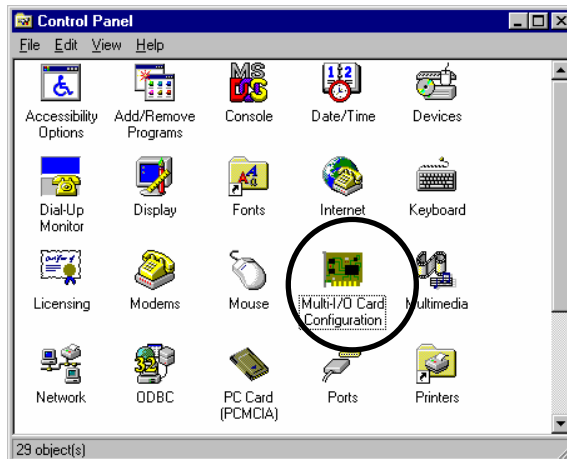 Control Panel
File Edit View Help
Accessibility Options
Add/Remove Programs
Console
Date/Time
Devices
Dial-Up Monitor
Display
Fonts
Internet
Keyboard
Licensing
Modems
Mouse
Multi-I/O Card Configuration
Multimedia
Network
ODBC
PC Card (PCMCIA)
Ports
Printers
29 object(s)